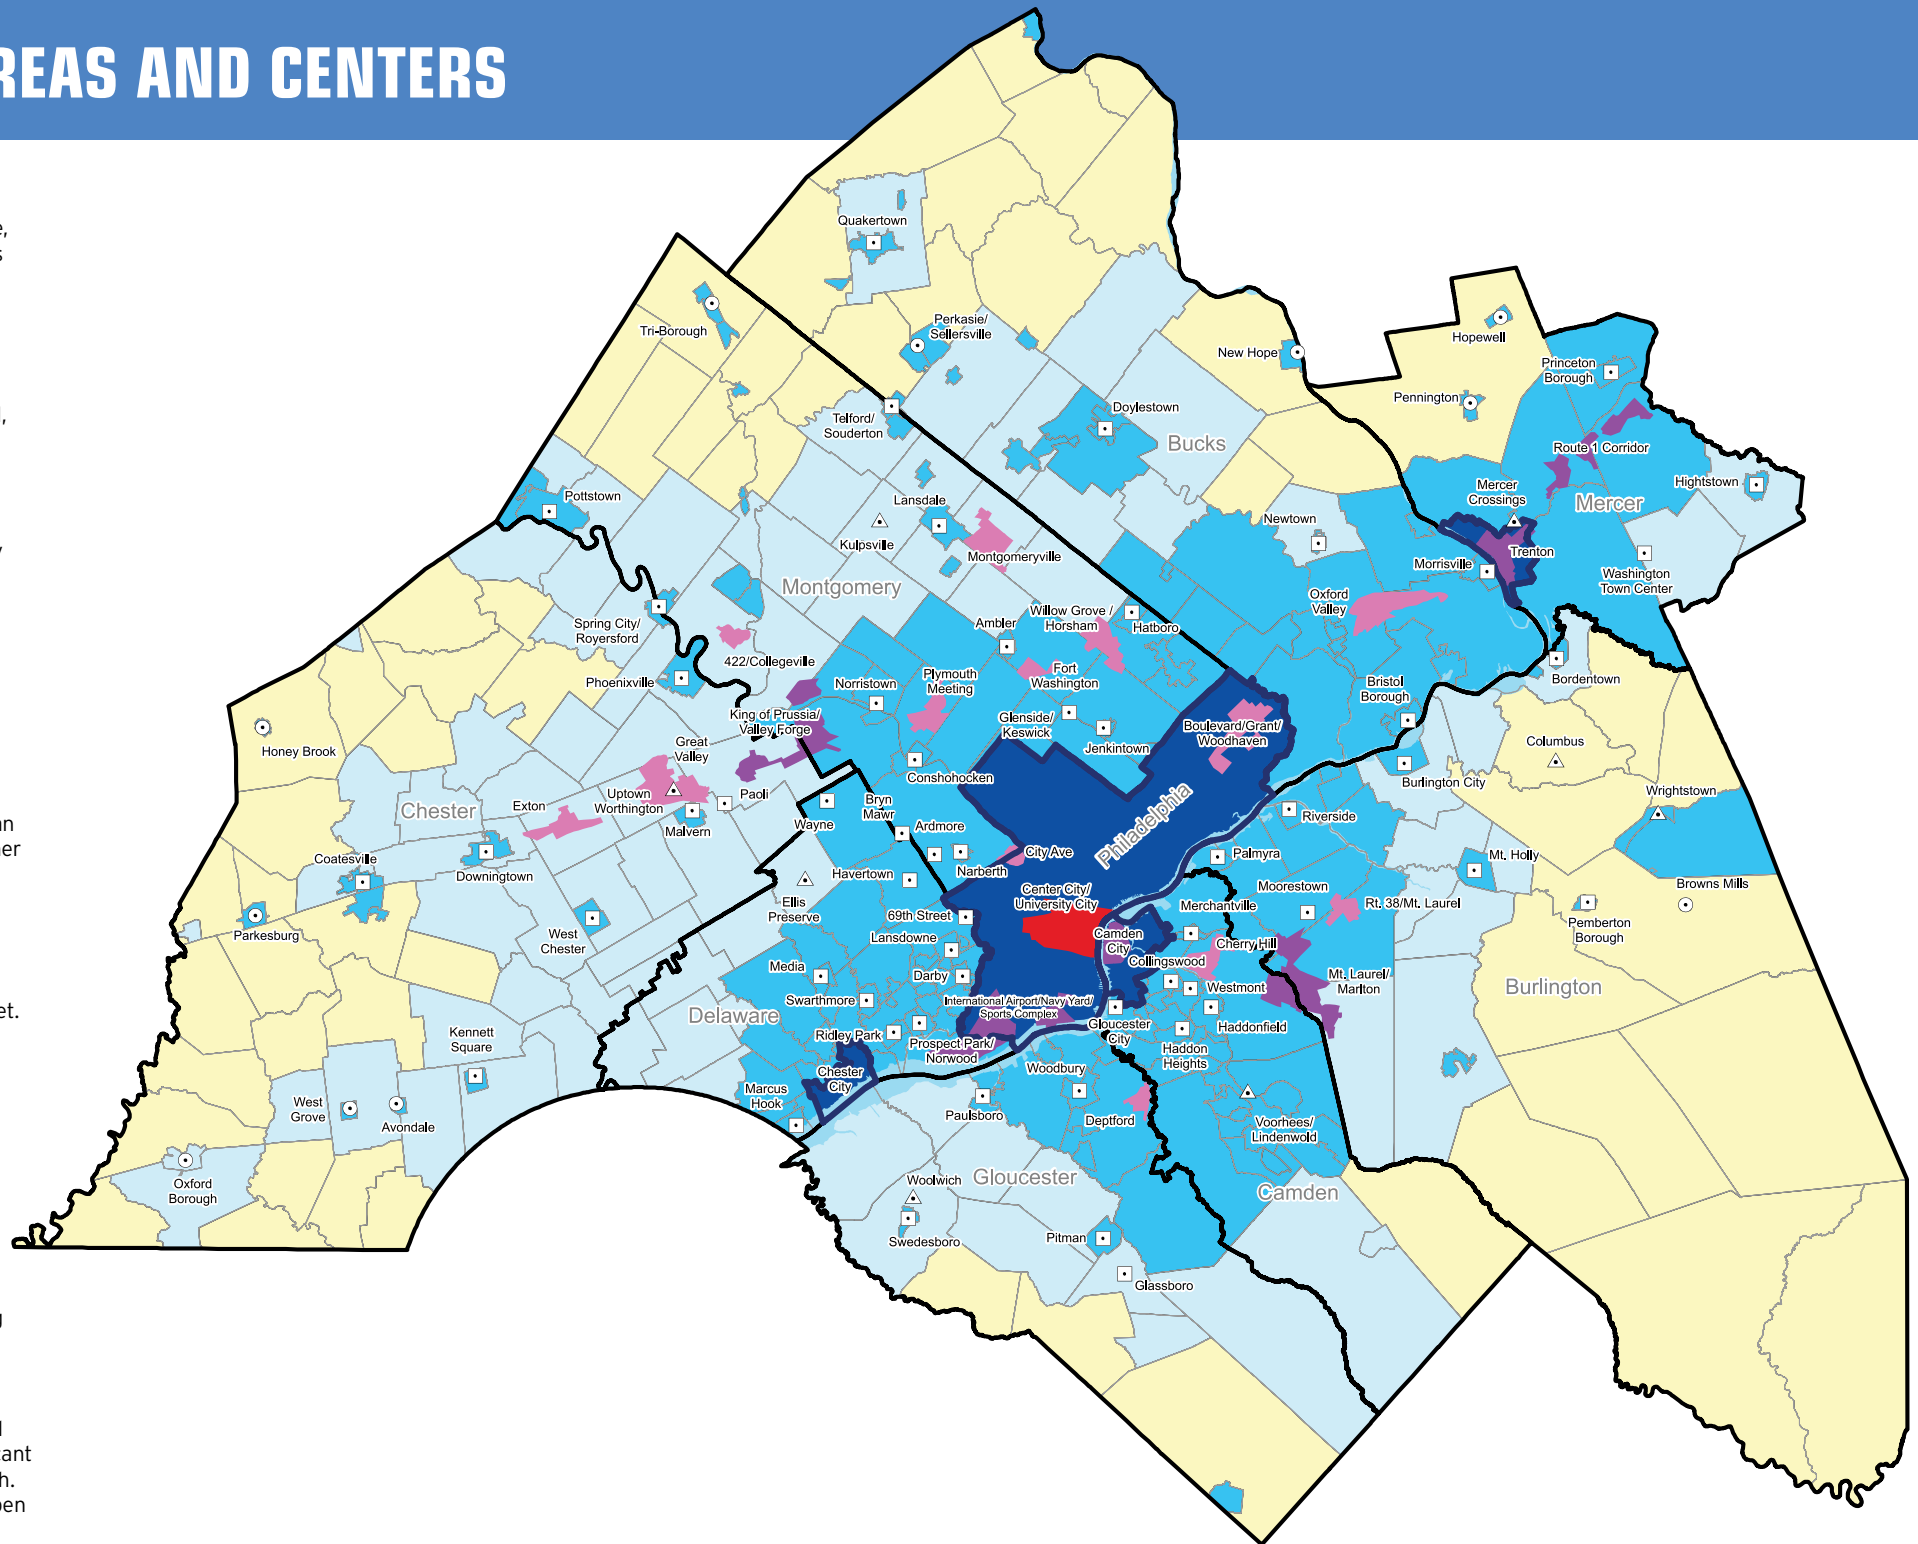 REAS AND CENTERS
e,
s
l,
y
an
er
et.
g
l
cant
h.
pen
Quakertown
Tri-Borough
Perkasie/
Sellersville
New Hope
Hopewell
Princeton
Borough
Pennington
Telford/
Souderton
Doylestown
Bucks
Route 1 Corridor
Mercer
Crossings
Mercer
Hightstown
Pottstown
Lansdale
Kulpsville
Montgomeryville
Newtown
Trenton
Morrisville
Washington
Town Center
Montgomery
Oxford
Valley
Spring City/
Royersford
Ambler
Willow Grove /
Horsham
Hatboro
422/Collegeville
Phoenixville
Norristown
Plymouth
Meeting
Fort
Washington
Bristol
Borough
Bordentown
King of Prussia/
Valley Forge
Glenside/
Keswick
Jenkintown
Boulevard/Grant/
Woodhaven
Honey Brook
Great
Valley
Conshohocken
Columbus
Burlington City
Wrightstown
Chester
Exton
Uptown
Worthington
Paoli
Malvern
Wayne
Bryn
Mawr
Ardmore
Philadelphia
Riverside
Coatesville
Downingtown
Havertown
Narberth
City Ave
Palmyra
Mt. Holly
Ellis
Preserve
Center City/
University City
Moorestown
Browns Mills
Parkesburg
West
Chester
69th Street
Merchantville
Rt. 38/Mt. Laurel
Pemberton
Borough
Lansdowne
Camden
City
Cherry Hill
Media
Darby
Collingswood
Mt. Laurel/
Marlton
Burlington
Swarthmore
International Airport/Navy Yard/
Sports Complex
Westmont
Delaware
Kennett
Square
Ridley Park
Prospect Park/
Norwood
Gloucester
City
Haddonfield
Haddon
Heights
Chester
City
Woodbury
West
Grove
Avondale
Marcus
Hook
Paulsboro
Deptford
Voorhees/
Lindenwold
Oxford
Borough
Woolwich
Gloucester
Camden
Swedesboro
Pitman
Glassboro